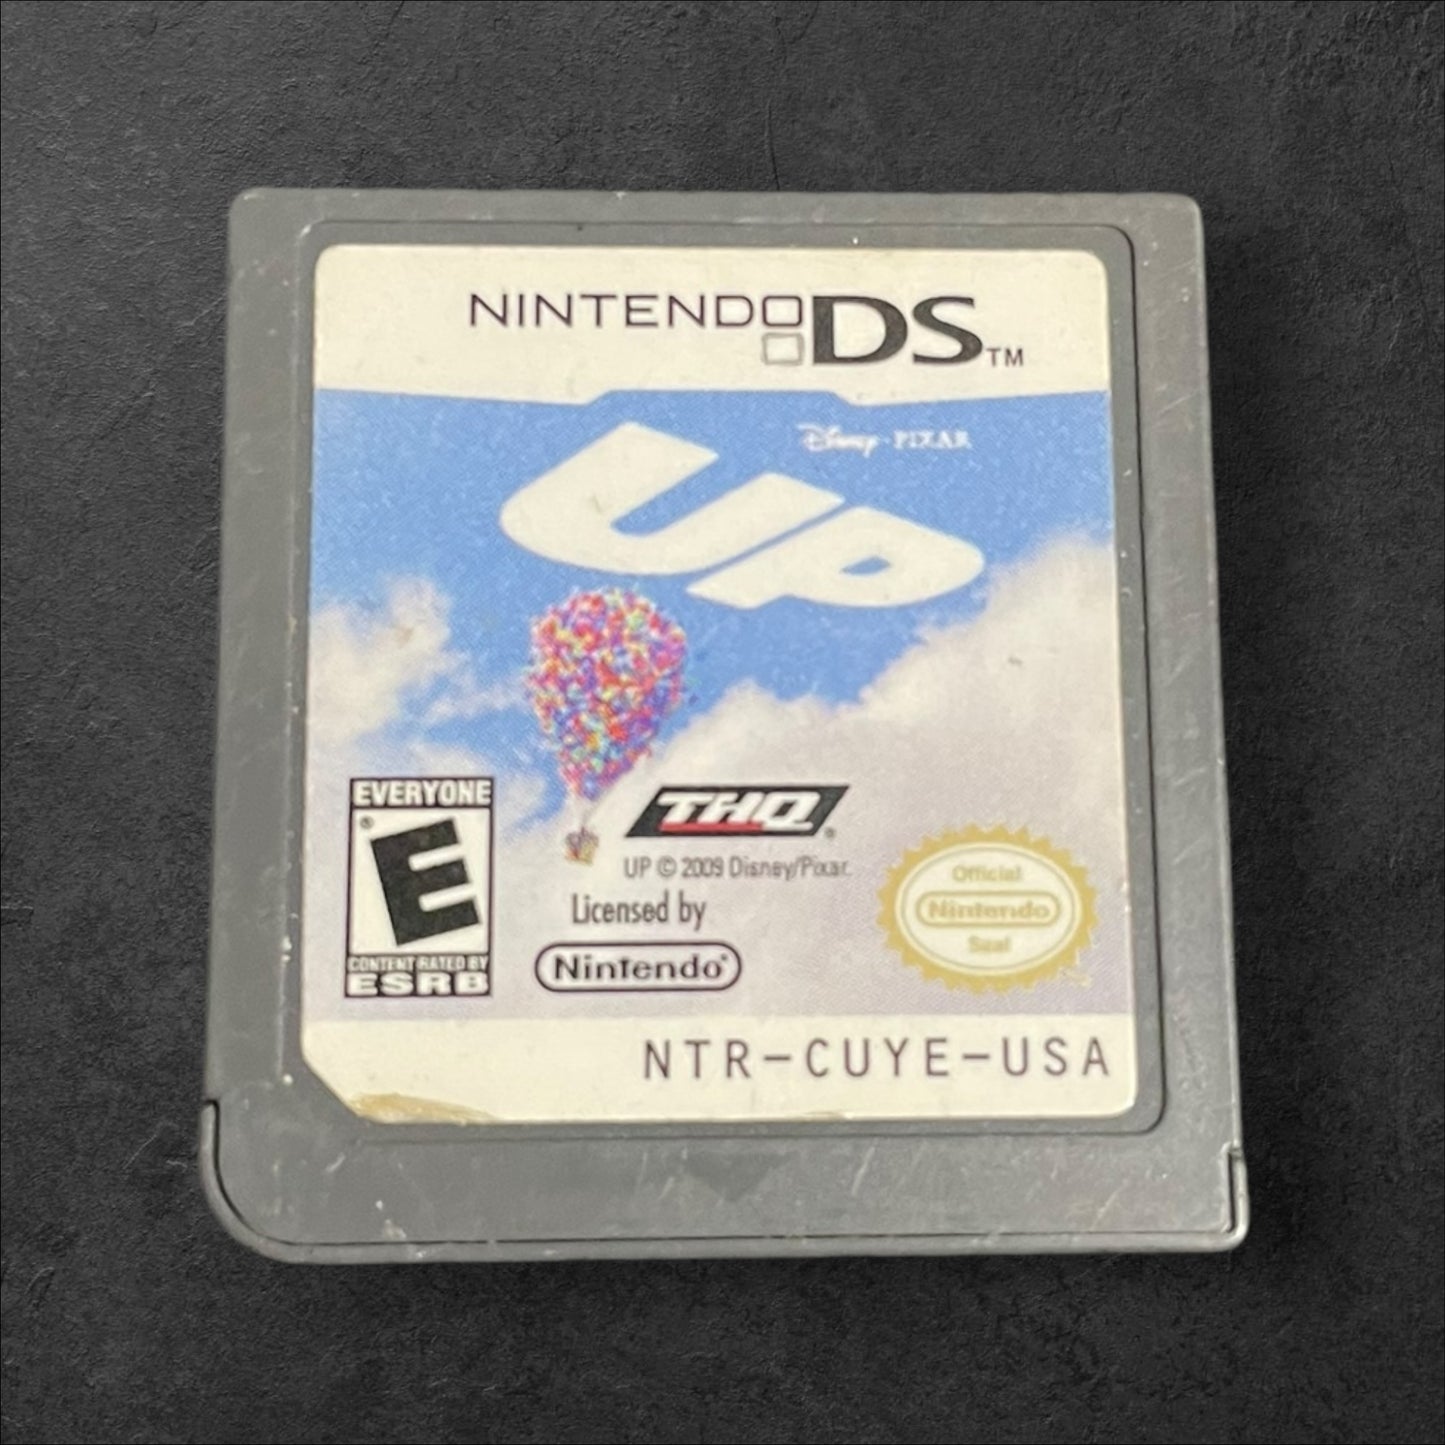 NINTENDO DS™
Disney · PIXAR
UP
EVERYONE
E®
CONTENT RATED BY
ESRB
THQ®
UP © 2009 Disney/Pixar.
Licensed by
Nintendo®
Official
Nintendo
Seal
NTR-CUYE-USA